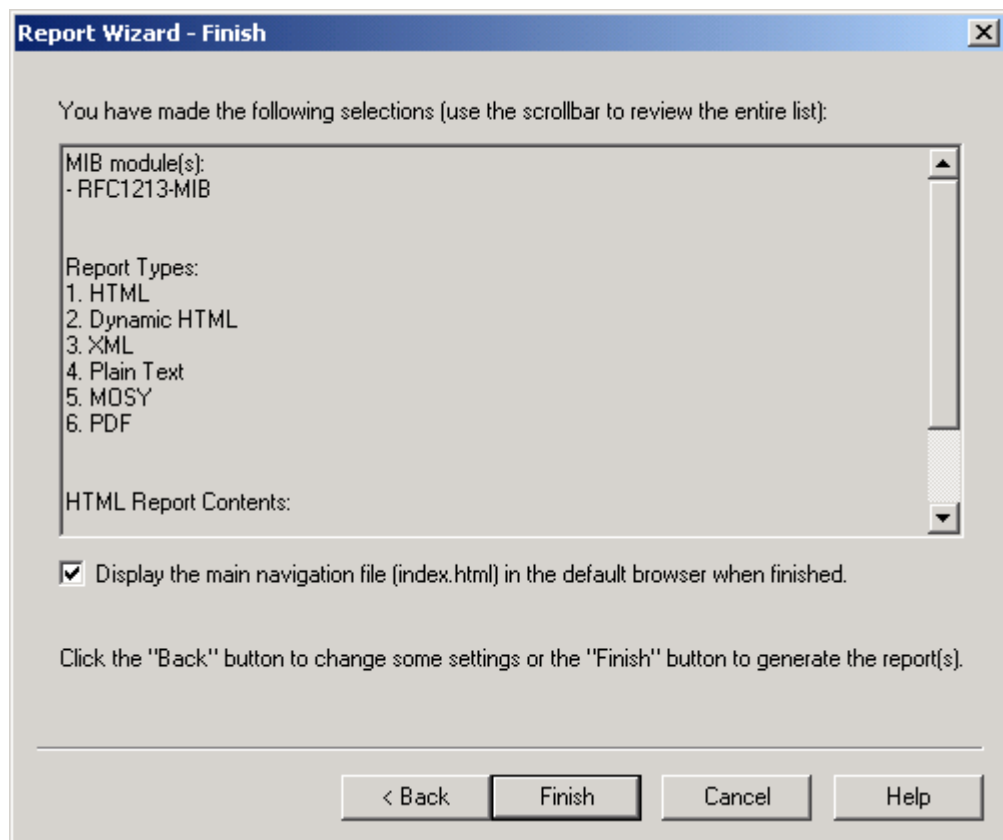 Report Wizard - Finish
You have made the following selections (use the scrollbar to review the entire list):
MIB module(s):
- RFC1213-MIB
Report Types:
1. HTML
2. Dynamic HTML
3. XML
4. Plain Text
5. MOSY
6. PDF
HTML Report Contents:
Display the main navigation file (index.html) in the default browser when finished.
Click the "Back" button to change some settings or the "Finish" button to generate the report(s).
< Back Finish Cancel Help